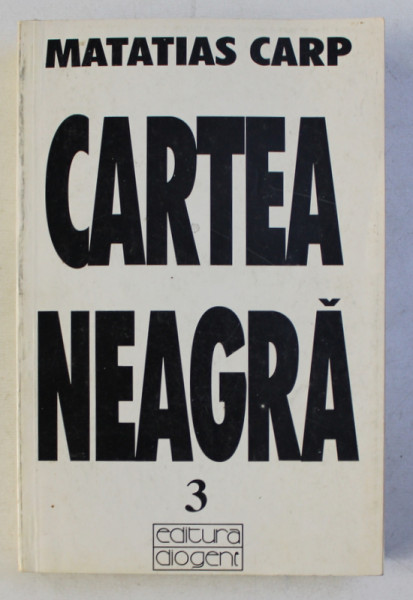 MATATIAS CARP
CARTEA
NEAGRĂ
3
editura
diogene